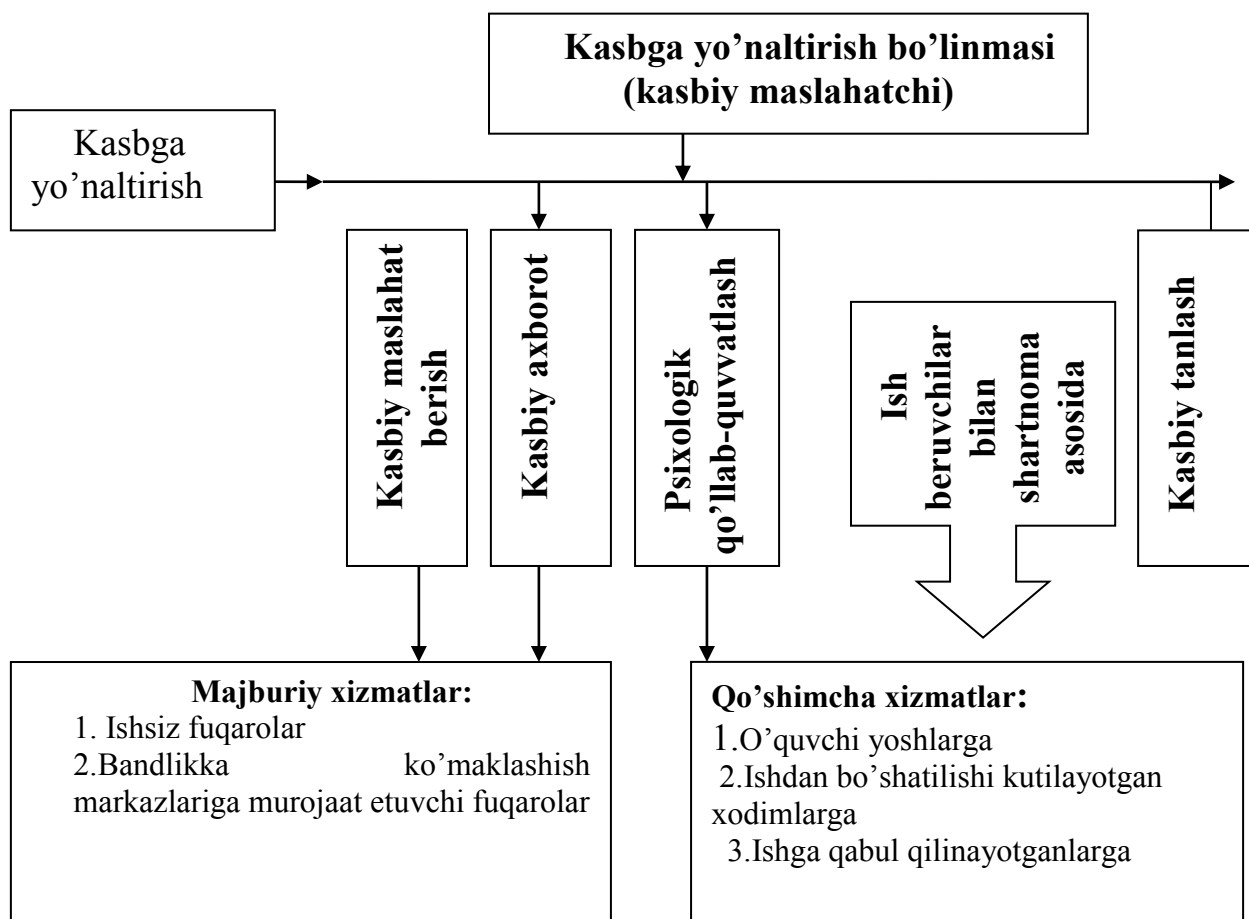 Kasbga yo’naltirish bo’linmasi
(kasbiy maslahatchi)
Kasbga
yo’naltirish
Kasbiy maslahat
berish
Kasbiy axborot
Psixologik
qo’llab-quvvatlash
Ish
beruvchilar
bilan
shartnoma
asosida
Kasbiy tanlash
Majburiy xizmatlar:
1. Ishsiz fuqarolar
2.Bandlikka ko’maklashish
markazlariga murojaat etuvchi fuqarolar
Qo’shimcha xizmatlar:
1.O’quvchi yoshlarga
2.Ishdan bo’shatilishi kutilayotgan
xodimlarga
3.Ishga qabul qilinayotganlarga